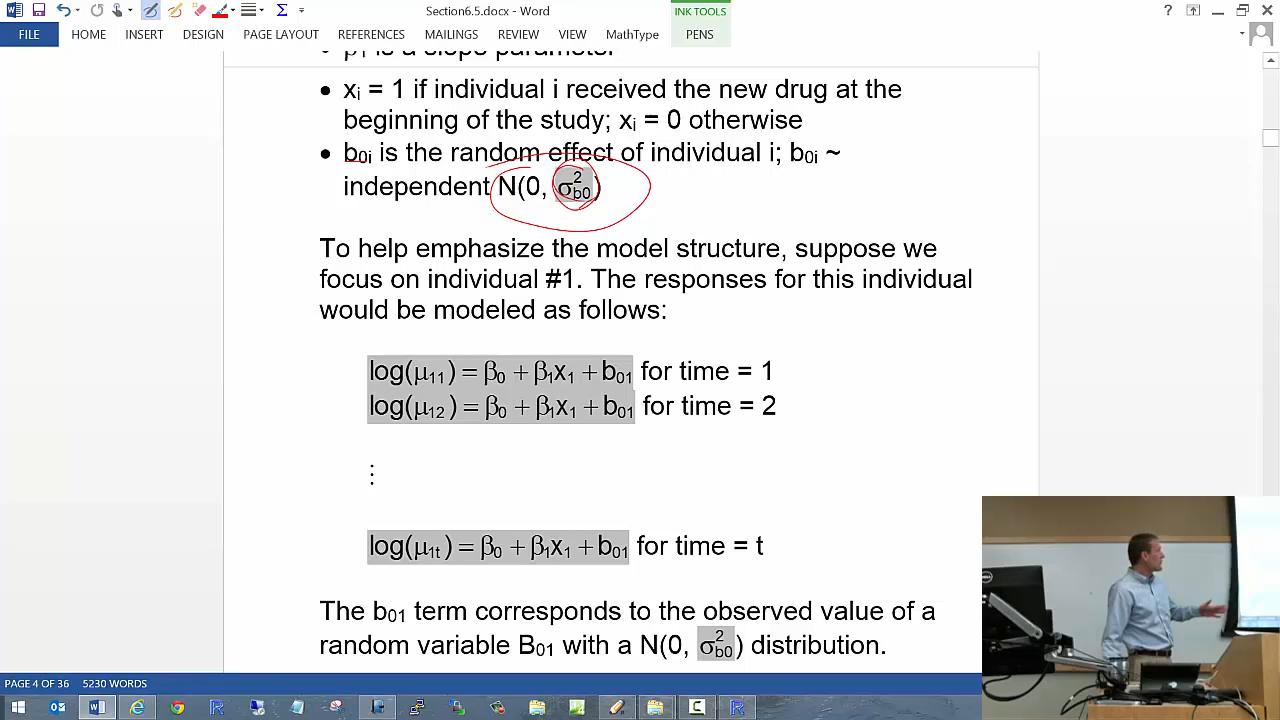 Section6.5.docx - Word
INK TOOLS
FILE HOME INSERT DESIGN PAGE LAYOUT REFERENCES MAILINGS REVIEW VIEW MathType PENS
is a slope parameter
• xi = 1 if individual i received the new drug at the
beginning of the study; xi = 0 otherwise
• b0i is the random effect of individual i; b0i ~
independent N(0, σ²b0)
To help emphasize the model structure, suppose we
focus on individual #1. The responses for this individual
would be modeled as follows:
log(μ11) = β0 + β1x1 + b01 for time = 1
log(μ12) = β0 + β1x1 + b01 for time = 2
⋮
log(μ1t) = β0 + β1x1 + b01 for time = t
The b01 term corresponds to the observed value of a
random variable B01 with a N(0, σ²b0) distribution.
PAGE 4 OF 36 5230 WORDS